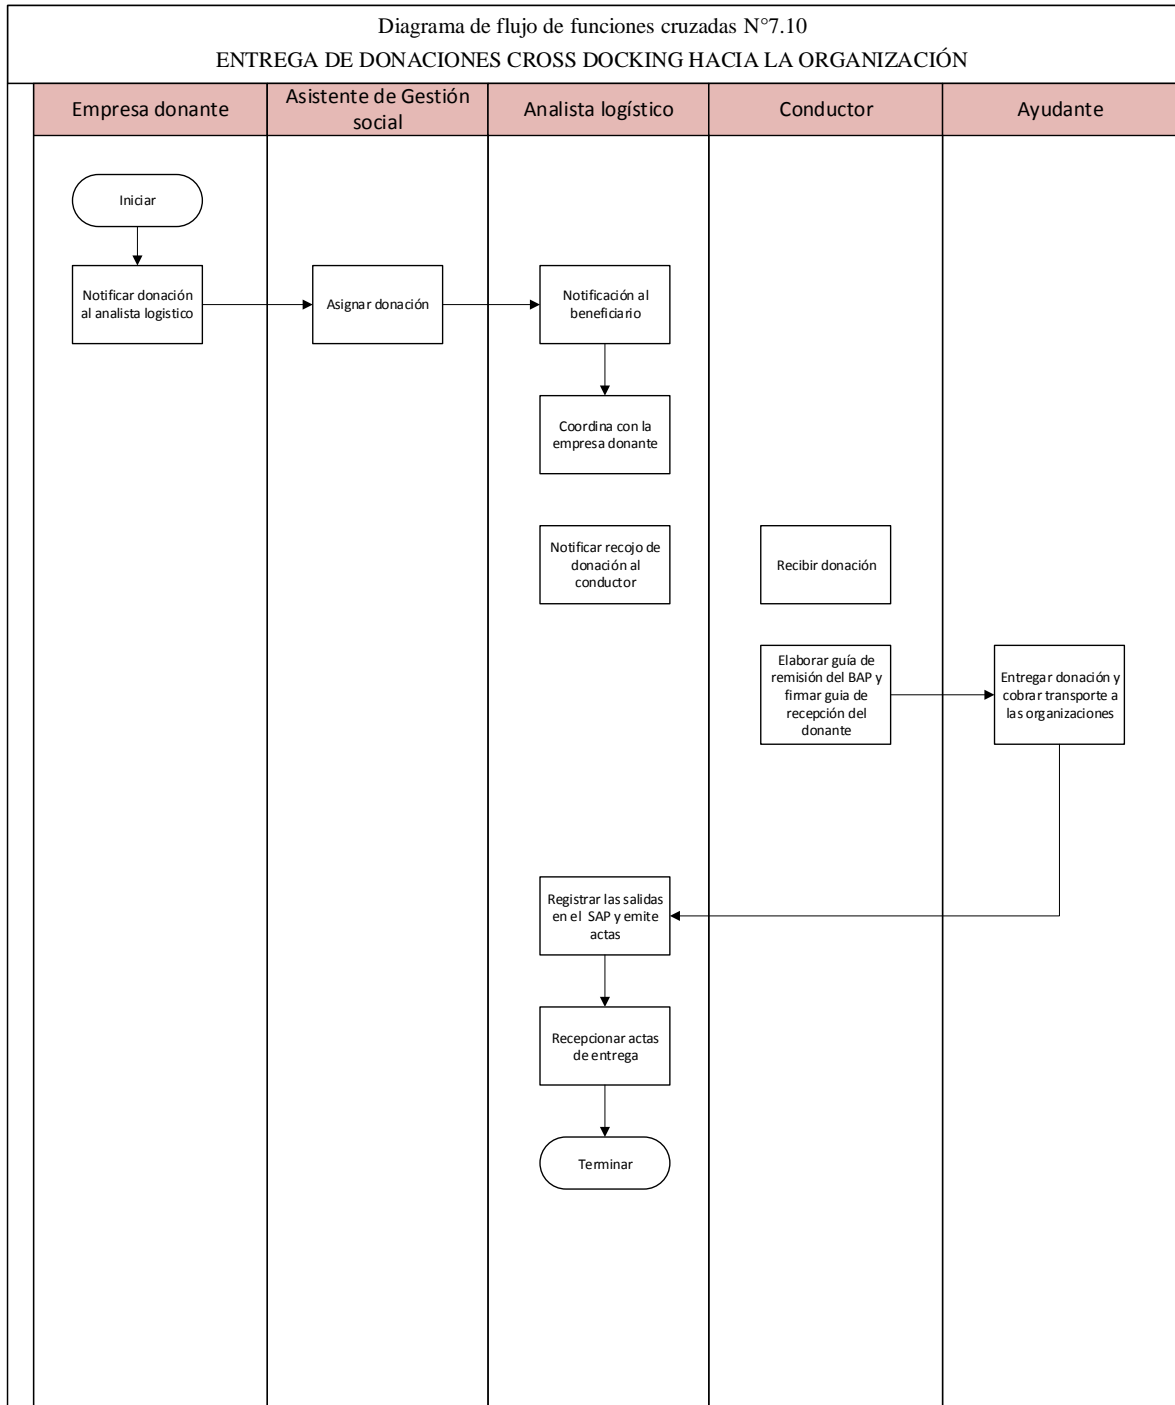 Diagrama de flujo de funciones cruzadas N°7.10
ENTREGA DE DONACIONES CROSS DOCKING HACIA LA ORGANIZACIÓN
Empresa donante
Asistente de Gestión
social
Analista logístico
Conductor
Ayudante
Iniciar
Notificar donación
al analista logistico
Asignar donación
Notificación al
beneficiario
Coordina con la
empresa donante
Notificar recojo de
donación al
conductor
Recibir donación
Elaborar guía de
remisión del BAP y
firmar guia de
recepción del
donante
Entregar donación y
cobrar transporte a
las organizaciones
Registrar las salidas
en el SAP y emite
actas
Recepcionar actas
de entrega
Terminar